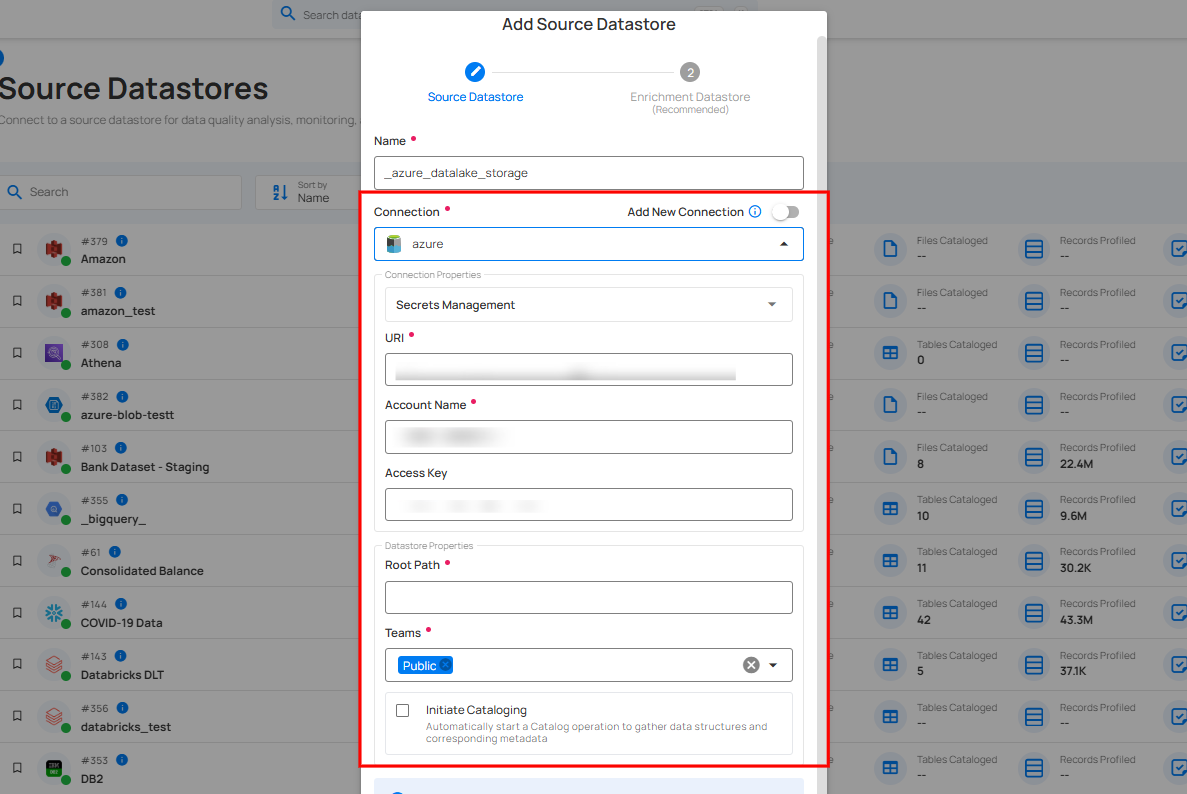 Search data
Add Source Datastore
2
Source Datastore
Enrichment Datastore
(Recommended)
Source Datastores
Connect to a source datastore for data quality analysis, monitoring,
Name
_azure_datalake_storage
Search
Sort by
Name
Connection
Add New Connection
azure
Connection Properties
Secrets Management
URI
Account Name
Access Key
Datastore Properties
Root Path
Teams
Public
Initiate Cataloging
Automatically start a Catalog operation to gather data structures and
corresponding metadata
#379
Amazon
Files Cataloged
--
Records Profiled
--
#381
amazon_test
Files Cataloged
--
Records Profiled
--
#308
Athena
Tables Cataloged
0
Records Profiled
--
#382
azure-blob-testt
Files Cataloged
--
Records Profiled
--
#103
Bank Dataset - Staging
Files Cataloged
8
Records Profiled
22.4M
#355
_bigquery_
Tables Cataloged
10
Records Profiled
9.6M
#61
Consolidated Balance
Tables Cataloged
11
Records Profiled
30.2K
#144
COVID-19 Data
Tables Cataloged
42
Records Profiled
43.3M
#143
Databricks DLT
Tables Cataloged
5
Records Profiled
37.1K
#356
databricks_test
Tables Cataloged
--
Records Profiled
--
#353
DB2
Tables Cataloged
--
Records Profiled
--